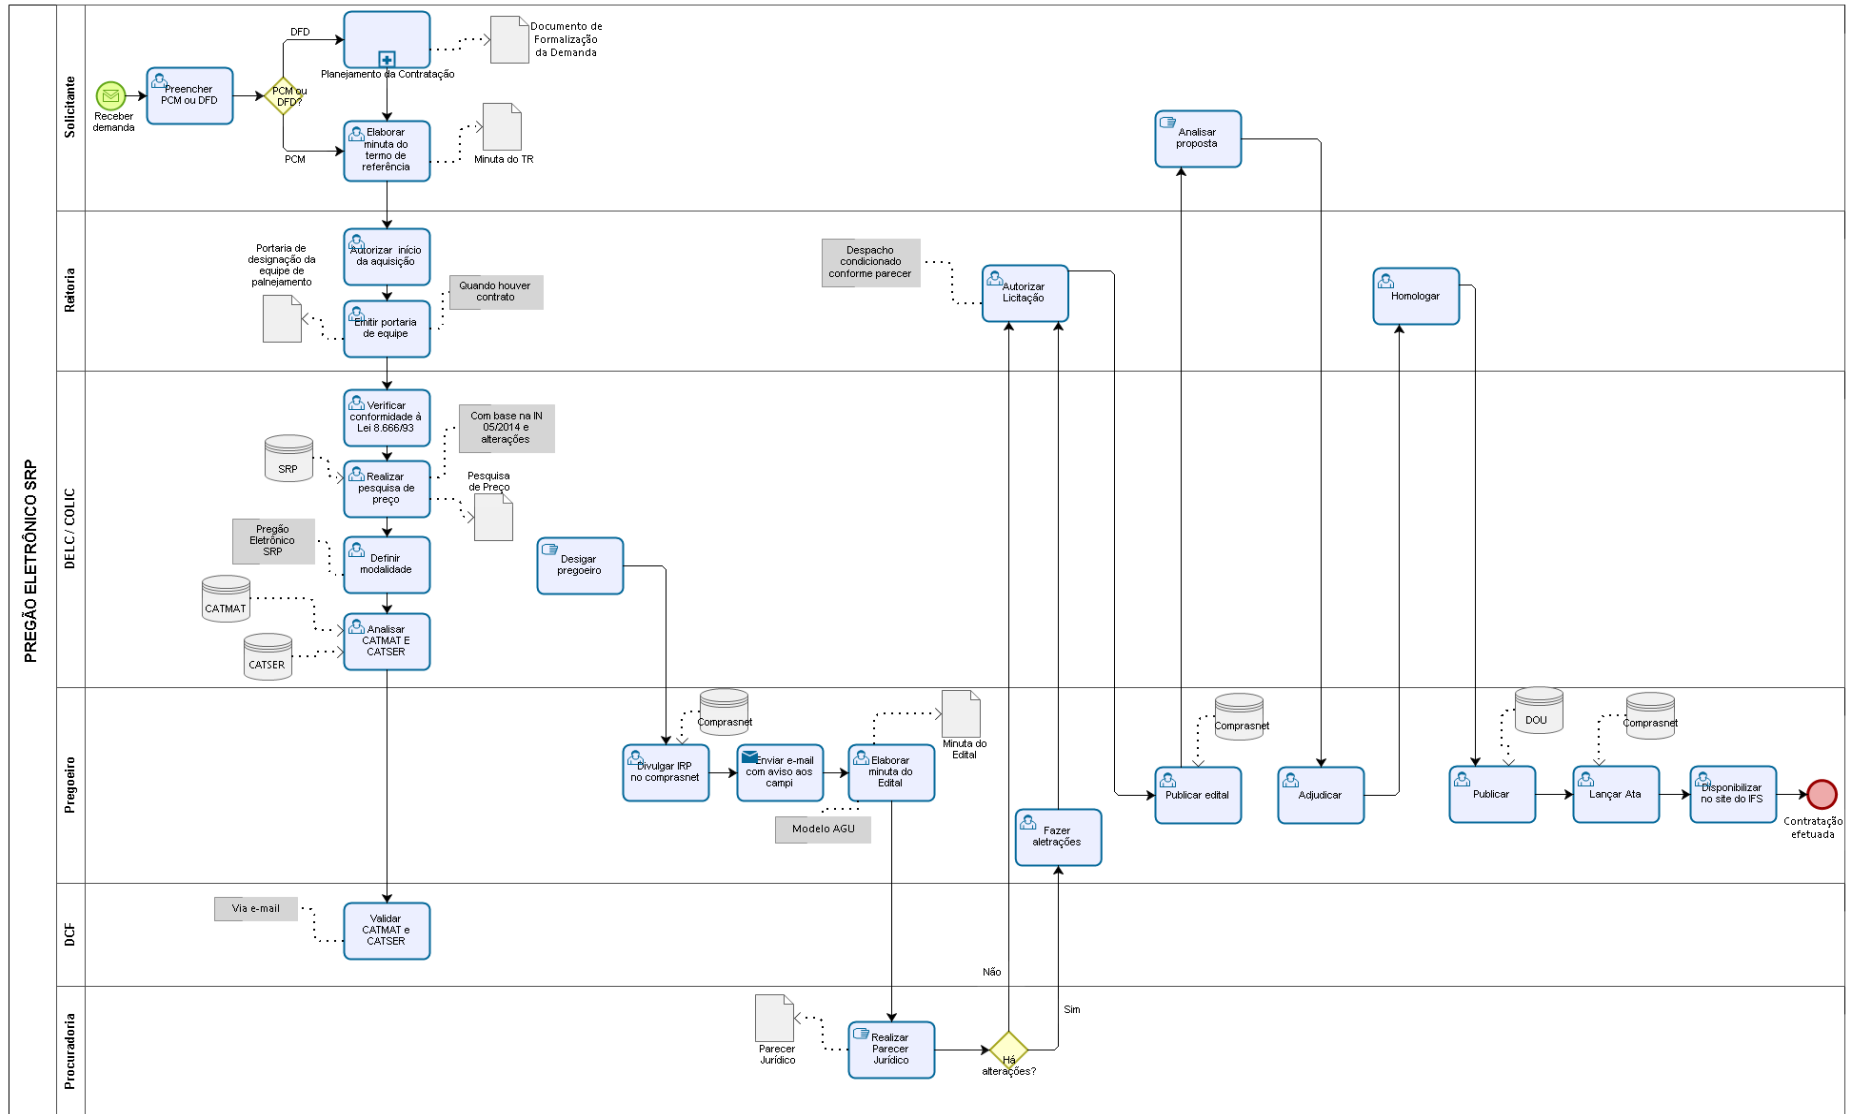 PREGÃO ELETRÔNICO SRP
Solicitante
Receber
demanda
Preencher
PCM ou DFD
PCM ou
DFD?
DFD
PCM
Planejamento da Contratação
Documento de
Formalização
da Demanda
Elaborar
minuta do
termo de
referência
Minuta do TR
Analisar
proposta
Reitoria
Autorizar início
da aquisição
Portaria de
designação da
equipe de
palnejamento
Emitir portaria
de equipe
Quando houver
contrato
Despacho
condicionado
conforme parecer
Autorizar
Licitação
Homologar
DELC / COLIC
Verificar
conformidade à
Lei 8.666/93
Com base na IN
05/2014 e
alterações
SRP
Realizar
pesquisa de
preço
Pesquisa
de Preço
Pregão
Eletrônico
SRP
Definir
modalidade
CATMAT
CATSER
Analisar
CATMAT E
CATSER
Desigar
pregoeiro
Pregoeiro
Comprasnet
Divulgar IRP
no comprasnet
Enviar e-mail
com aviso aos
campi
Elaborar
minuta do
Edital
Minuta do
Edital
Modelo AGU
Fazer
aletrações
Comprasnet
Publicar edital
Adjudicar
DOU
Publicar
Comprasnet
Lançar Ata
Disponibilizar
no site do IFS
Contratação
efetuada
DCF
Via e-mail
Validar
CATMAT e
CATSER
Não
Procuradoria
Parecer
Jurídico
Realizar
Parecer
Jurídico
Há
alterações?
Sim